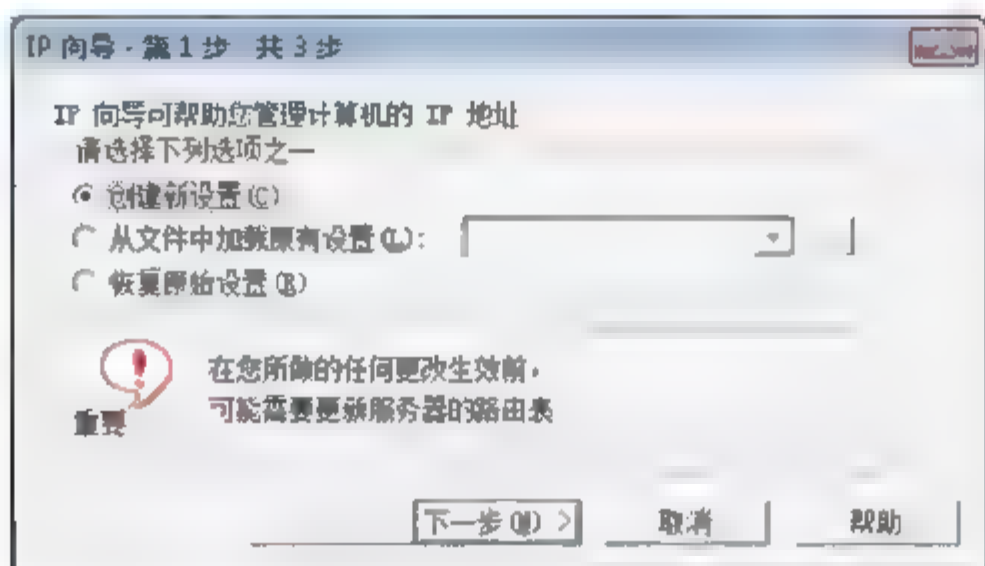 IP 向导 - 第 1 步 共 3 步
IP 向导可帮助您管理计算机的 IP 地址
请选择下列选项之一
创建新设置(C)
从文件中加载原有设置(L):
恢复原始设置(R)
在您所做的任何更改生效前,
可能需要更新服务器的路由表
重要
下一步(N) >
取消
帮助